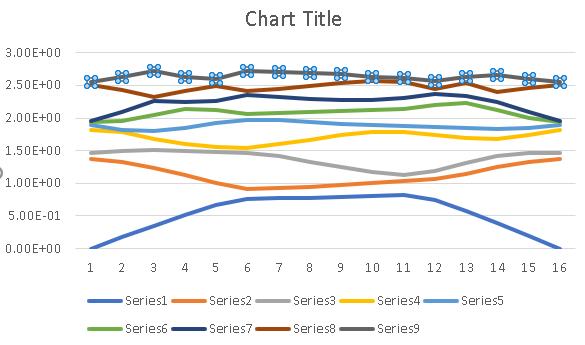 Chart Title
3.00E+00
2.50E+00
2.00E+00
1.50E+00
1.00E+00
5.00E-01
0.00E+00
1 2 3 4 5 6 7 8 9 10 11 12 13 14 15 16
Series1 Series2 Series3 Series4 Series5
Series6 Series7 Series8 Series9